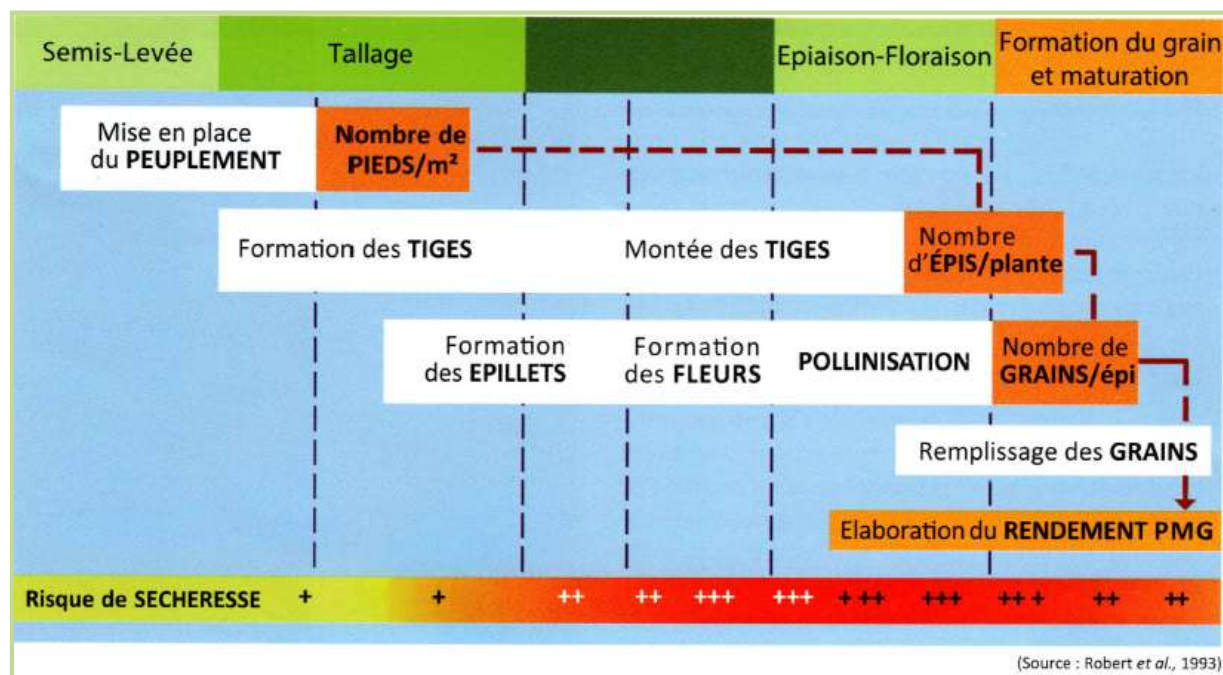 Semis-Levée
Tallage
Epiaison-Floraison
Formation du grain
et maturation
Mise en place
du PEUPLEMENT
Nombre de
PIEDS/m²
Formation des TIGES
Montée des TIGES
Nombre
d'ÉPIS/plante
Formation
des EPILLETS
Formation
des FLEURS
POLLINISATION
Nombre de
GRAINS/épi
Remplissage des GRAINS
Elaboration du RENDEMENT PMG
Risque de SECHERESSE + + ++ ++ +++ +++ + ++ +++ ++ + ++ ++
(Source : Robert et al., 1993)